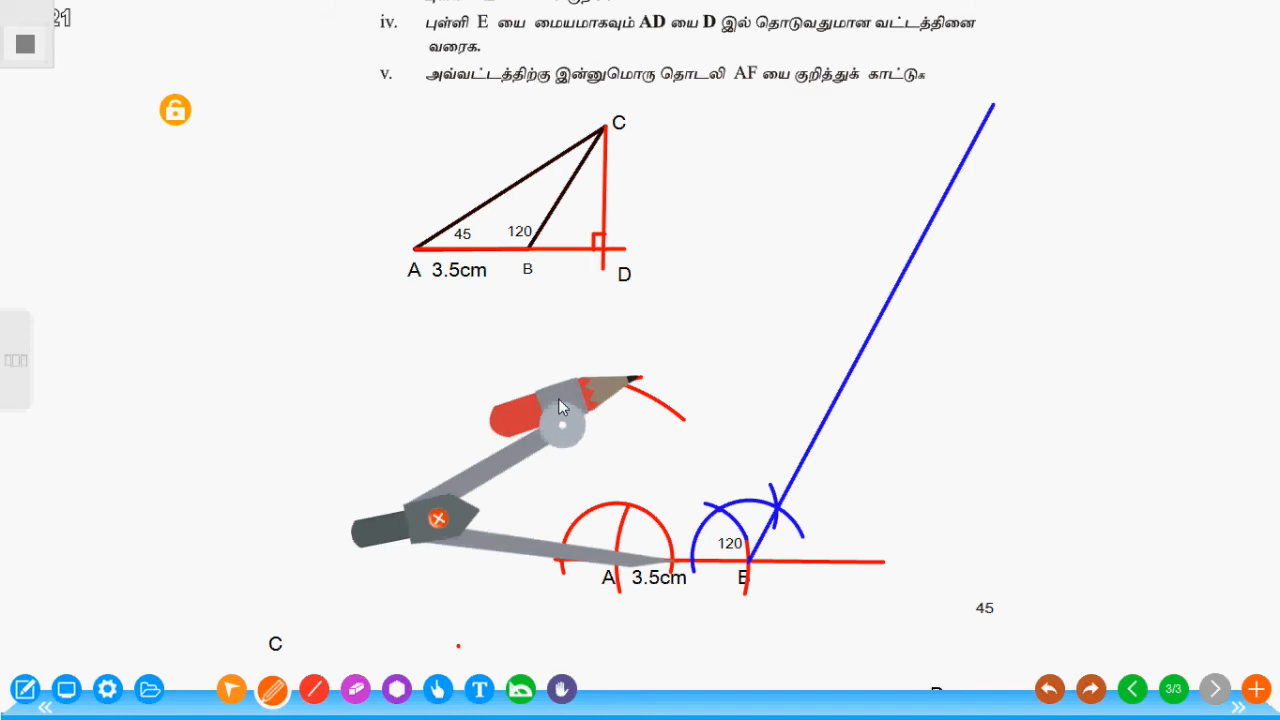 21
iv. புள்ளி E யை மையமாகவும் AD யை D இல் தொடுவதுமான வட்டத்தினை
வரைக.
v. அவ்வட்டத்திற்கு இன்னுமொரு தொடலி AF யை குறித்துக் காட்டுக
C
45 120
A 3.5cm B D
120
A 3.5cm
45
C
3/3